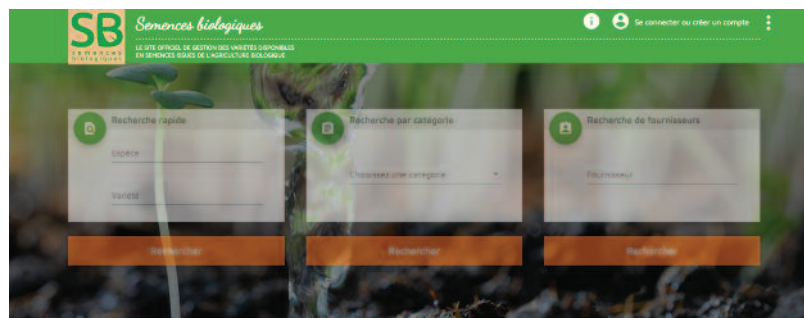 SB
semences
biologiques
Semences biologiques
LE SITE OFFICIEL DE GESTION DES VARIÉTÉS DISPONIBLES
EN SEMENCES ISSUES DE L'AGRICULTURE BIOLOGIQUE
i
Se connecter ou créer un compte
Recherche rapide
Espèce
Variété
Rechercher
Recherche par catégorie
Choisissez une catégorie
Rechercher
Recherche de fournisseurs
Fournisseur
Rechercher